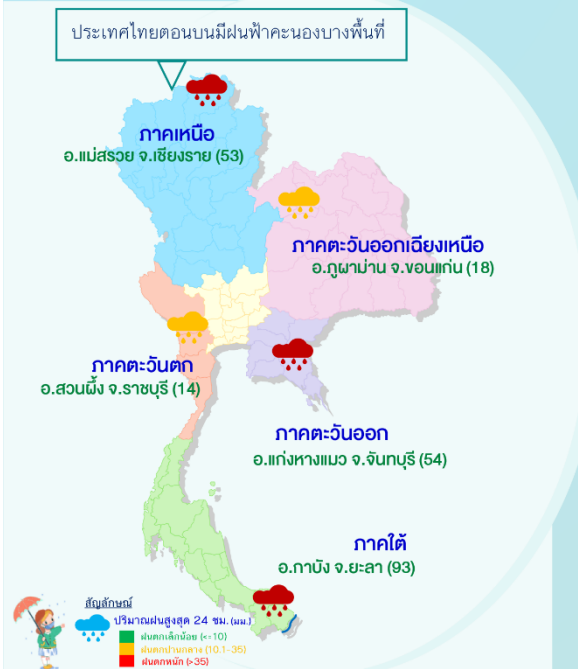 ประเทศไทยตอนบนมีฝนฟ้าคะนองบางพื้นที่
ภาคเหนือ
อ.แม่สรวย จ.เชียงราย (53)
ภาคตะวันออกเฉียงเหนือ
อ.ภูผาม่าน จ.ขอนแก่น (18)
ภาคตะวันตก
อ.สวนผึ้ง จ.ราชบุรี (14)
ภาคตะวันออก
อ.แก่งหางแมว จ.จันทบุรี (54)
ภาคใต้
อ.กาบัง จ.ยะลา (93)
สัญลักษณ์
ปริมาณฝนสูงสุด 24 ชม. (มม.)
ฝนตกเล็กน้อย (<=10)
ฝนตกปานกลาง (10.1-35)
ฝนตกหนัก (>35)